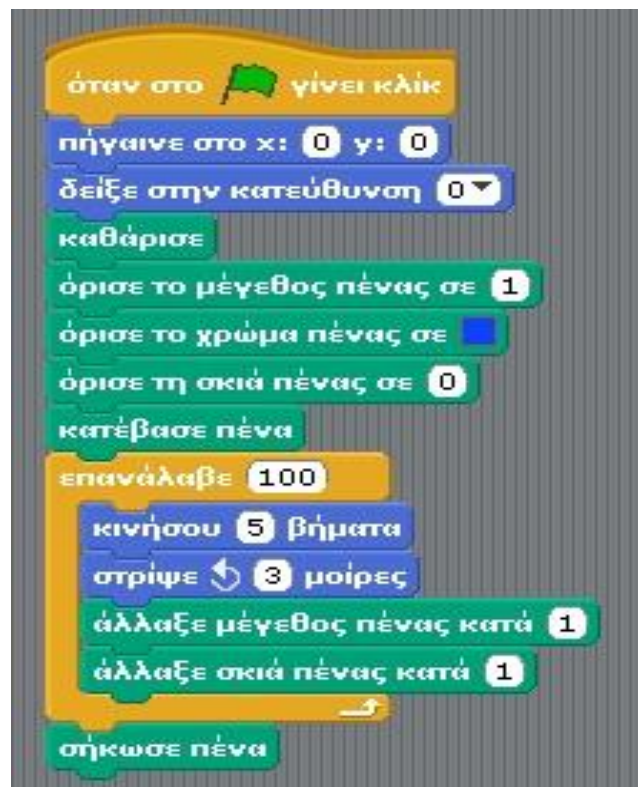 όταν στο γίνει κλίκ
πήγαινε στο x: 0 y: 0
δείξε στην κατεύθυνση 0
καθάρισε
όρισε το μέγεθος πένας σε 1
όρισε το χρώμα πένας σε
όρισε τη σκιά πένας σε 0
κατέβασε πένα
επανάλαβε 100
κινήσου 5 βήματα
στρίψε 3 μοίρες
άλλαξε μέγεθος πένας κατά 1
άλλαξε σκιά πένας κατά 1
σήκωσε πένα